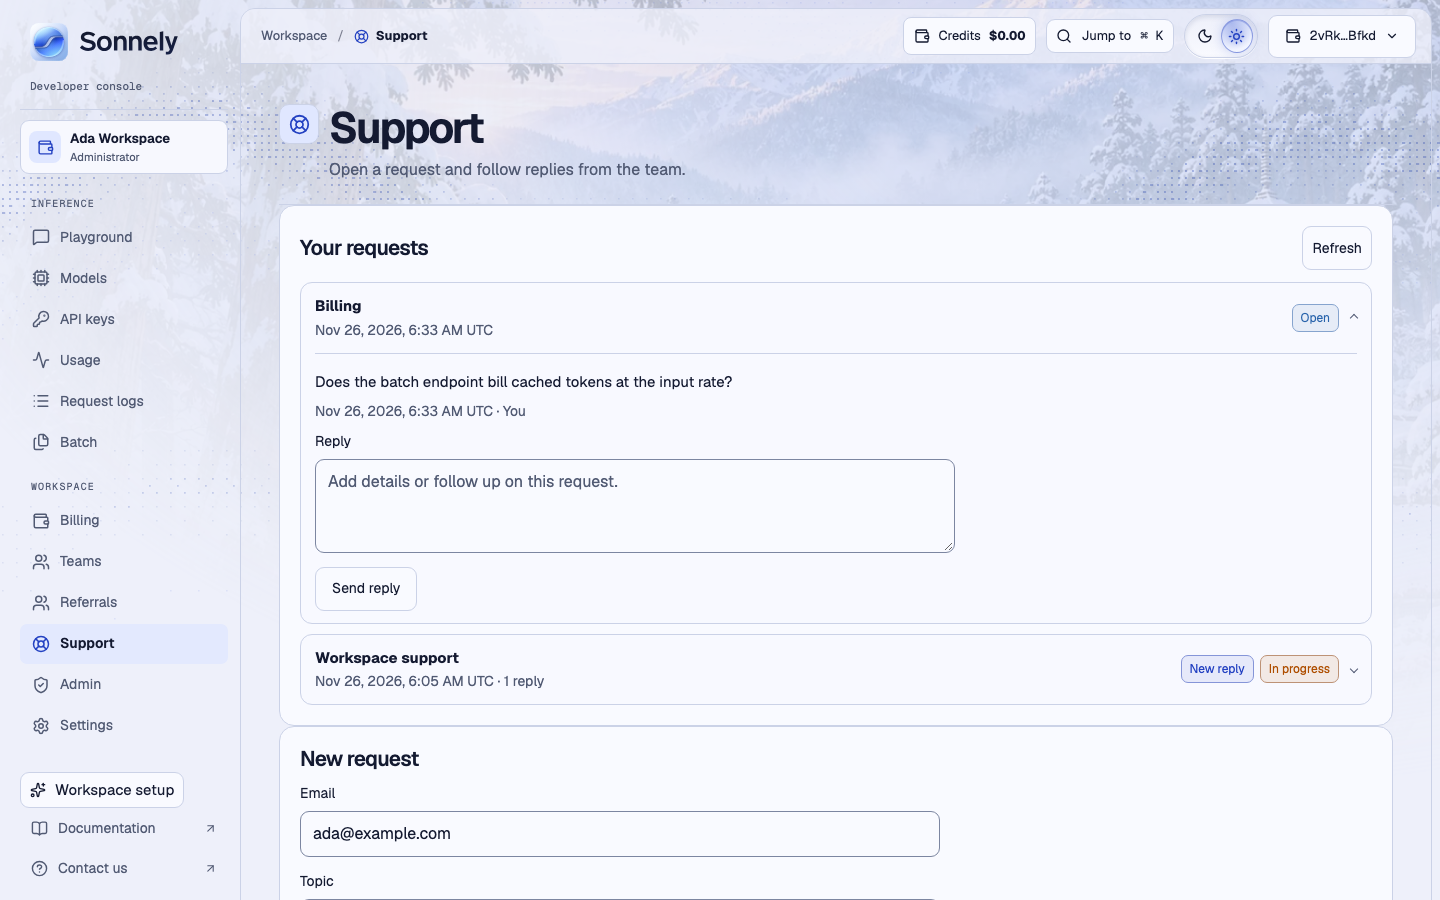 Sonnely
Developer console
Ada Workspace
Administrator
INFERENCE
Playground
Models
API keys
Usage
Request logs
Batch
WORKSPACE
Billing
Teams
Referrals
Support
Admin
Settings
Workspace setup
Documentation
Contact us
Workspace / Support
Credits $0.00
Jump to ⌘ K
2vRk...Bfkd
Support
Open a request and follow replies from the team.
Your requests
Refresh
Billing
Nov 26, 2026, 6:33 AM UTC
Open
Does the batch endpoint bill cached tokens at the input rate?
Nov 26, 2026, 6:33 AM UTC · You
Reply
Add details or follow up on this request.
Send reply
Workspace support
Nov 26, 2026, 6:05 AM UTC · 1 reply
New reply
In progress
New request
Email
ada@example.com
Topic